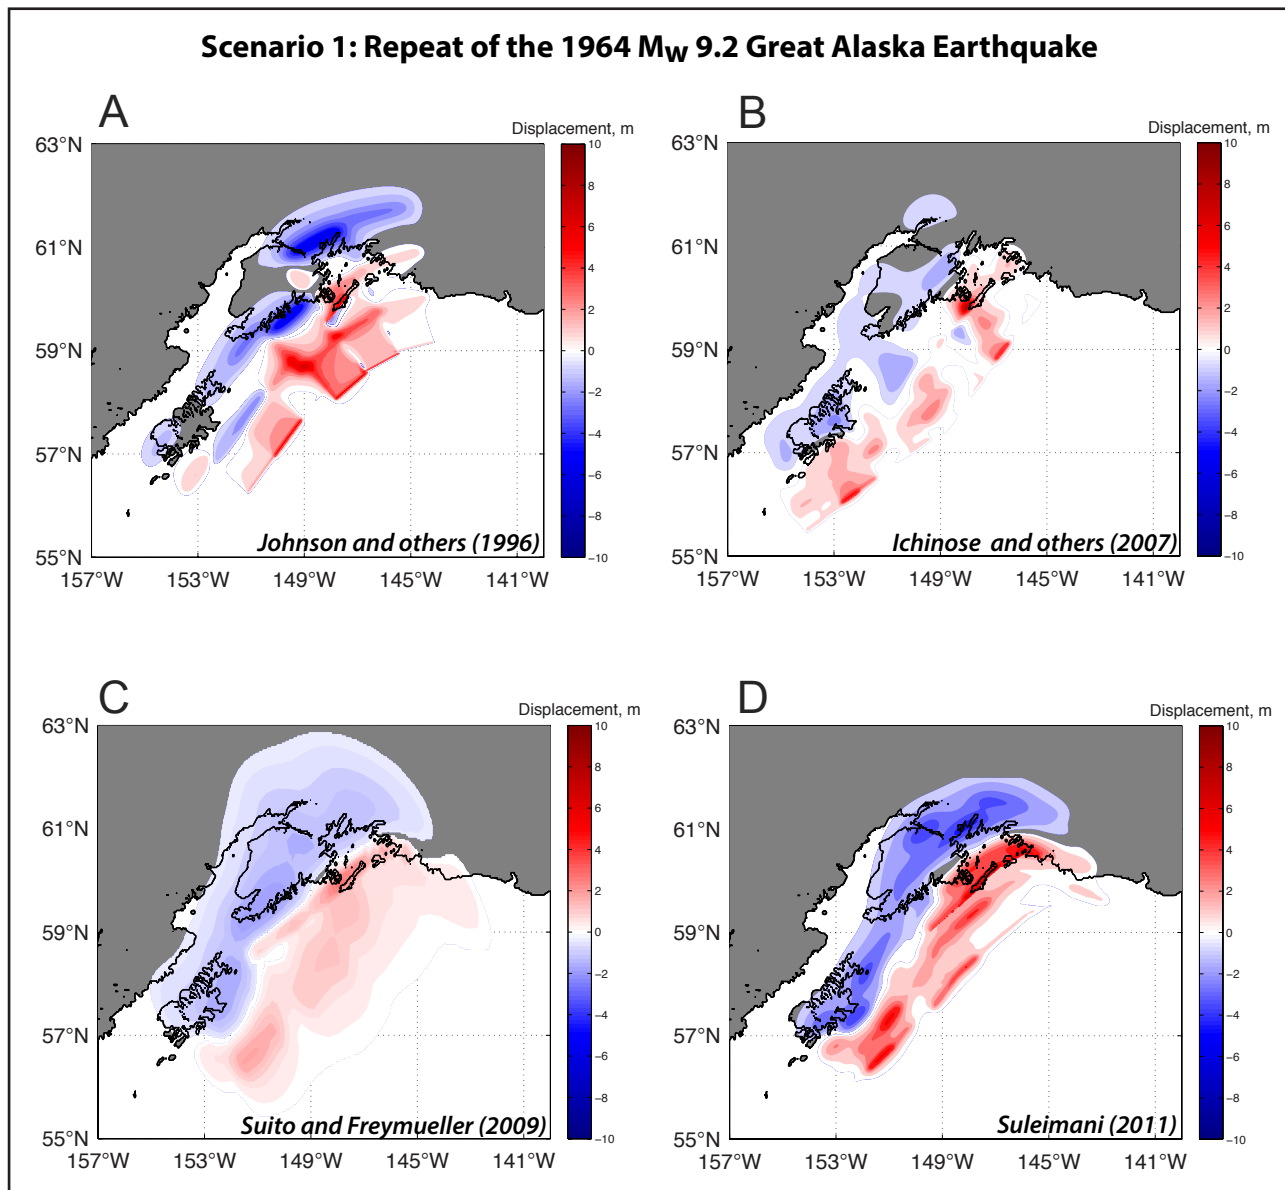 Scenario 1: Repeat of the 1964 MW 9.2 Great Alaska Earthquake
A
Displacement, m
63°N
61°N
59°N
57°N
55°N
157°W
153°W
149°W
145°W
141°W
10
8
6
4
2
0
−2
−4
−6
−8
−10
Johnson and others (1996)
B
Displacement, m
63°N
61°N
59°N
57°N
55°N
157°W
153°W
149°W
145°W
141°W
10
8
6
4
2
0
−2
−4
−6
−8
−10
Ichinose and others (2007)
C
Displacement, m
63°N
61°N
59°N
57°N
55°N
157°W
153°W
149°W
145°W
141°W
10
8
6
4
2
0
−2
−4
−6
−8
−10
Suito and Freymueller (2009)
D
Displacement, m
63°N
61°N
59°N
57°N
55°N
157°W
153°W
149°W
145°W
141°W
10
8
6
4
2
0
−2
−4
−6
−8
−10
Suleimani (2011)